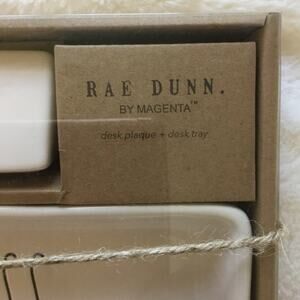 RAE DUNN.
BY MAGENTA™
desk plaque + desk tray